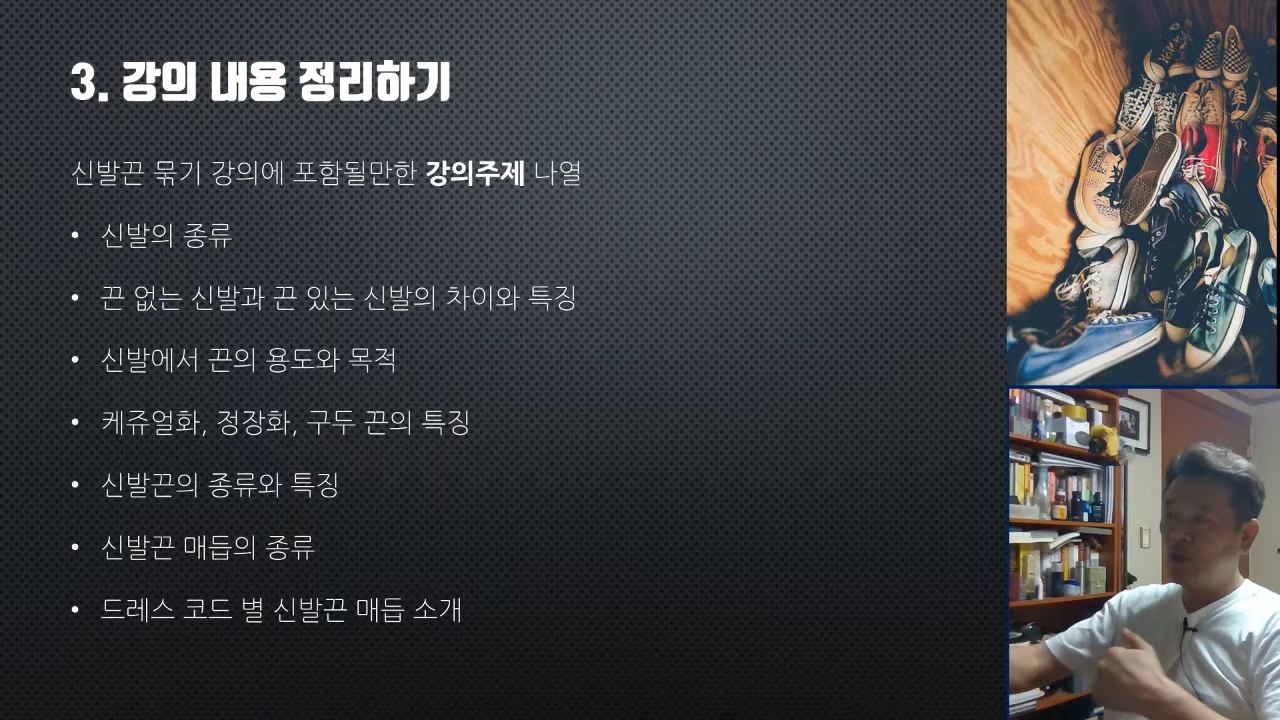 3. 강의 내용 정리하기
신발끈 묶기 강의에 포함될만한 강의주제 나열
• 신발의 종류
• 끈 없는 신발과 끈 있는 신발의 차이와 특징
• 신발에서 끈의 용도와 목적
• 케쥬얼화, 정장화, 구두 끈의 특징
• 신발끈의 종류와 특징
• 신발끈 매듭의 종류
• 드레스 코드 별 신발끈 매듭 소개